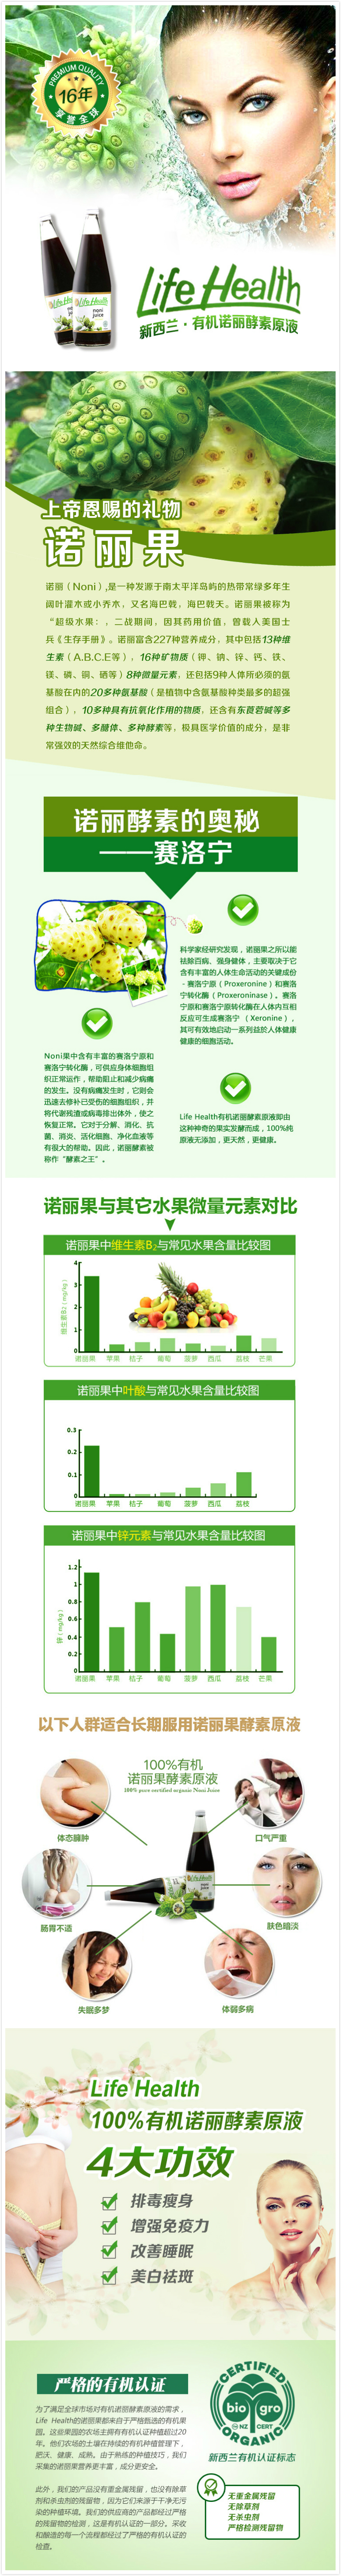 PREMIUM QUALITY
16年
享誉全球
Life Health
noni
juice
Life Health
新西兰·有机诺丽酵素原液
上帝恩赐的礼物
诺丽果
诺丽（Noni）,是一种发源于南太平洋岛屿的热带常绿多年生
阔叶灌木或小乔木，又名海巴戟，海巴戟天。诺丽果被称为
“超级水果：，二战期间，因其药用价值，曾载入美国士
兵《生存手册》。诺丽富含227种营养成分，其中包括13种维
生素（A.B.C.E等），16种矿物质（钾、钠、锌、钙、铁、
镁、磷、铜、硒等）8种微量元素，还包括9种人体所必须的氨
基酸在内的20多种氨基酸（是植物中含氨基酸种类最多的超强
组合），10多种具有抗氧化作用的物质，还含有东莨菪碱等多
种生物碱、多醣体、多种酵素等，极具医学价值的成分，是非
常强效的天然综合维他命。
诺丽酵素的奥秘
——赛洛宁
科学家经研究发现，诺丽果之所以能
祛除百病、强身健体，主要取决于它
含有丰富的人体生命活动的关键成份
- 赛洛宁原（Proxeronine）和赛洛
宁转化酶（Proxeroninase）。赛洛
宁原和赛洛宁原转化酶在人体内互相
反应可生成赛洛宁 （Xeronine），
其可有效地启动一系列益於人体健康
健康的细胞活动。
Noni果中含有丰富的赛洛宁原和
赛洛宁转化酶，可供应身体细胞组
织正常运作，帮助阻止和减少病痛
的发生。没有病痛发生时，它则会
迅速去修补已受伤的细胞组织，并
将代谢残渣或病毒排出体外，使之
恢复正常。它对于分解、消化、抗
菌、消炎、活化细胞、净化血液等
有很大的帮助。因此，诺丽酵素被
称作“酵素之王”。
Life Health有机诺丽酵素原液即由
这种神奇的果实发酵而成，100%纯
原液无添加，更天然，更健康。
诺丽果与其它水果微量元素对比
诺丽果中维生素B2与常见水果含量比较图
维生素B2（mg/kg）
4
3
2
1
0
诺丽果 苹果 桔子 葡萄 菠萝 西瓜 荔枝 芒果
诺丽果中叶酸与常见水果含量比较图
0.3
0.2
0.1
0
诺丽果 苹果 桔子 葡萄 菠萝 西瓜 荔枝
诺丽果中锌元素与常见水果含量比较图
锌（mg/kg）
1.2
1
0.8
0.6
0.4
0.2
0
诺丽果 苹果 桔子 葡萄 菠萝 西瓜 荔枝 芒果
以下人群适合长期服用诺丽果酵素原液
100%有机
诺丽果酵素原液
100% pure certified organic Noni Juice
体态臃肿
口气严重
肠胃不适
肤色暗淡
失眠多梦
体弱多病
Life Health
100%有机诺丽酵素原液
4大功效
排毒瘦身
增强免疫力
改善睡眠
美白祛斑
严格的有机认证
为了满足全球市场对有机诺丽酵素原液的需求，
Life Health的诺丽果都来自于严格甄选的有机果
园。这些果园的农场主拥有有机认证种植超过20
年。他们农场的土壤在持续的有机种植管理下，
肥沃、健康、成熟。由于熟练的种植技巧，我们
采集的诺丽果营养更丰富，成分更安全。
此外，我们的产品没有重金属残留，也没有除草
剂和杀虫剂的残留物，因为它们来源于干净无污
染的种植环境。我们的供应商的产品都经过严格
的残留物的检测，这是有机认证的一部分。采收
和酿造的每一个流程都经过了严格的有机认证的
检查。
CERTIFIED
bio gro
NZ CERT
ORGANIC
新西兰有机认证标志
无重金属残留
无除草剂
无杀虫剂
严格检测残留物